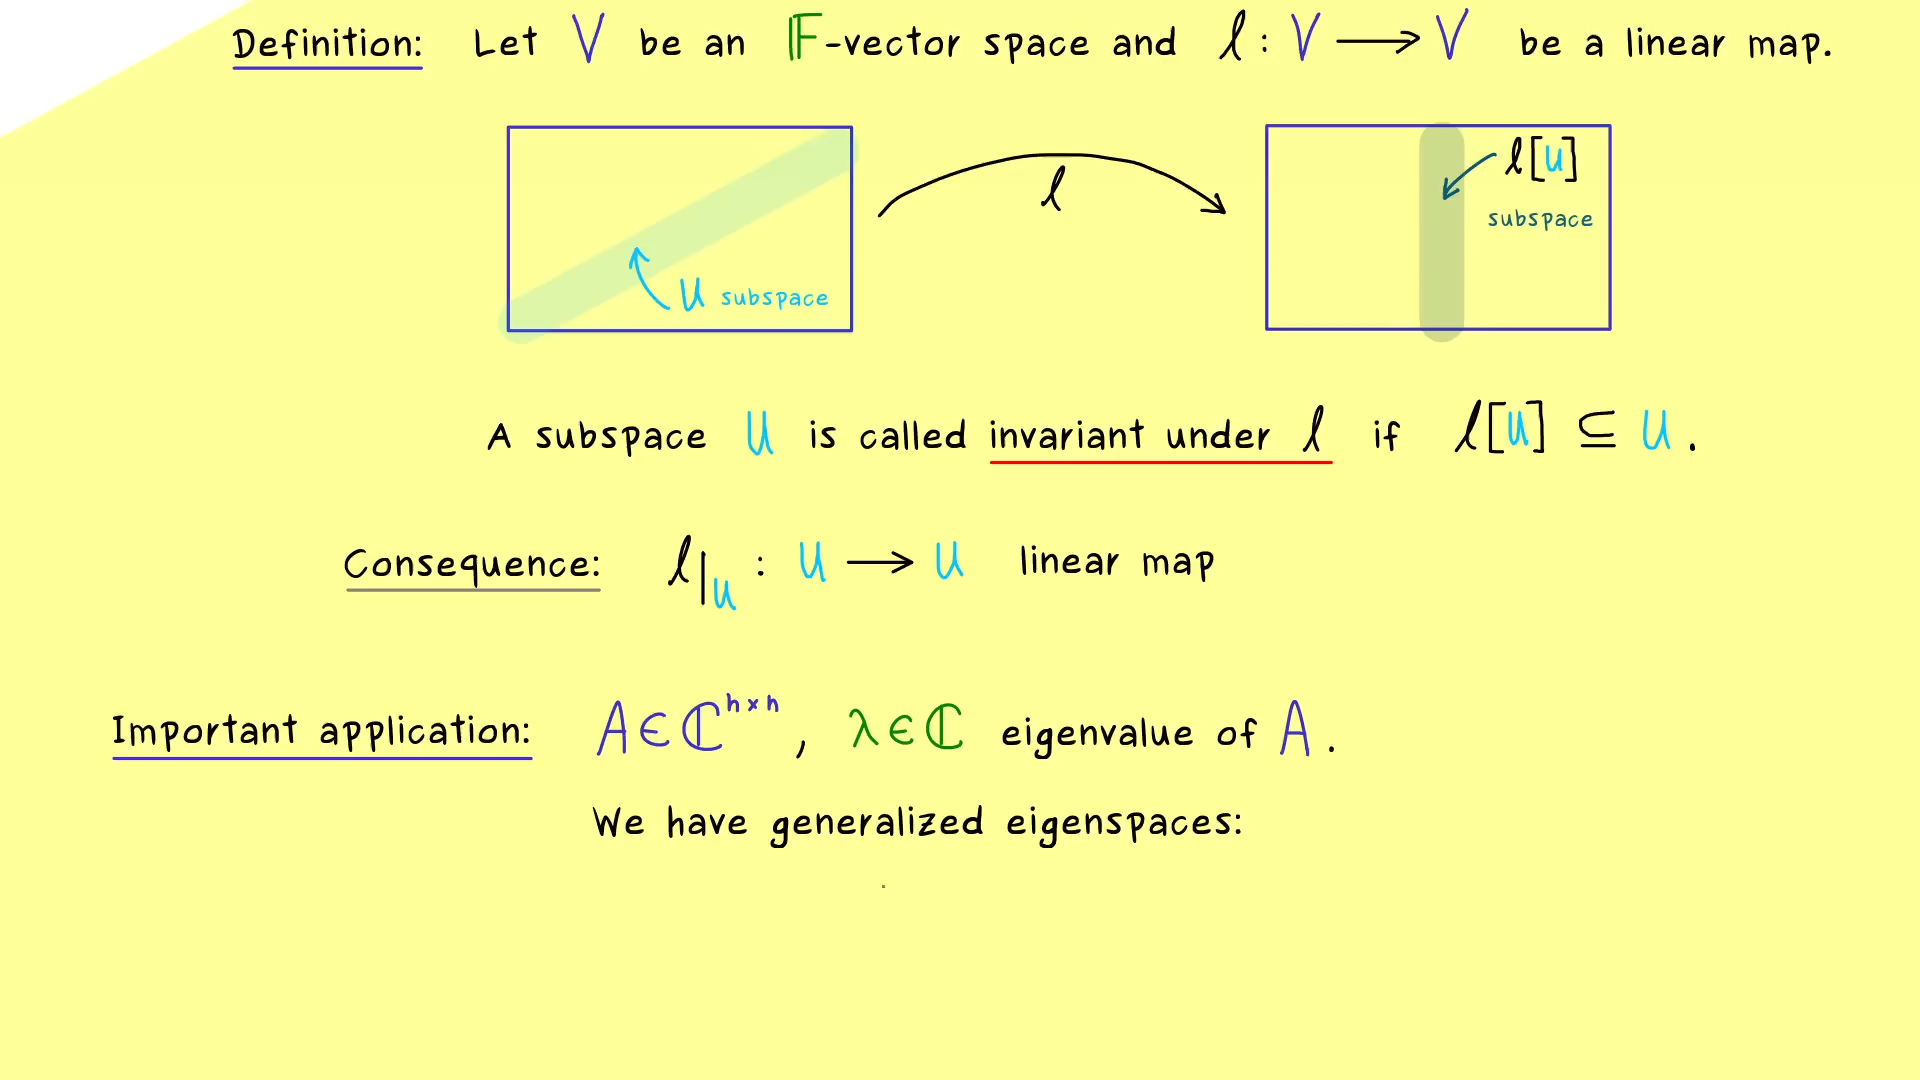 Definition: Let V be an 𝔽-vector space and ℓ : V ⟶ V be a linear map.
ℓ
ℓ[U]
subspace
U subspace
A subspace U is called invariant under ℓ if ℓ[U] ⊆ U.
Consequence: ℓ|_U : U ⟶ U linear map
Important application: A ∈ ℂ^{n×n}, λ ∈ ℂ eigenvalue of A.
We have generalized eigenspaces: